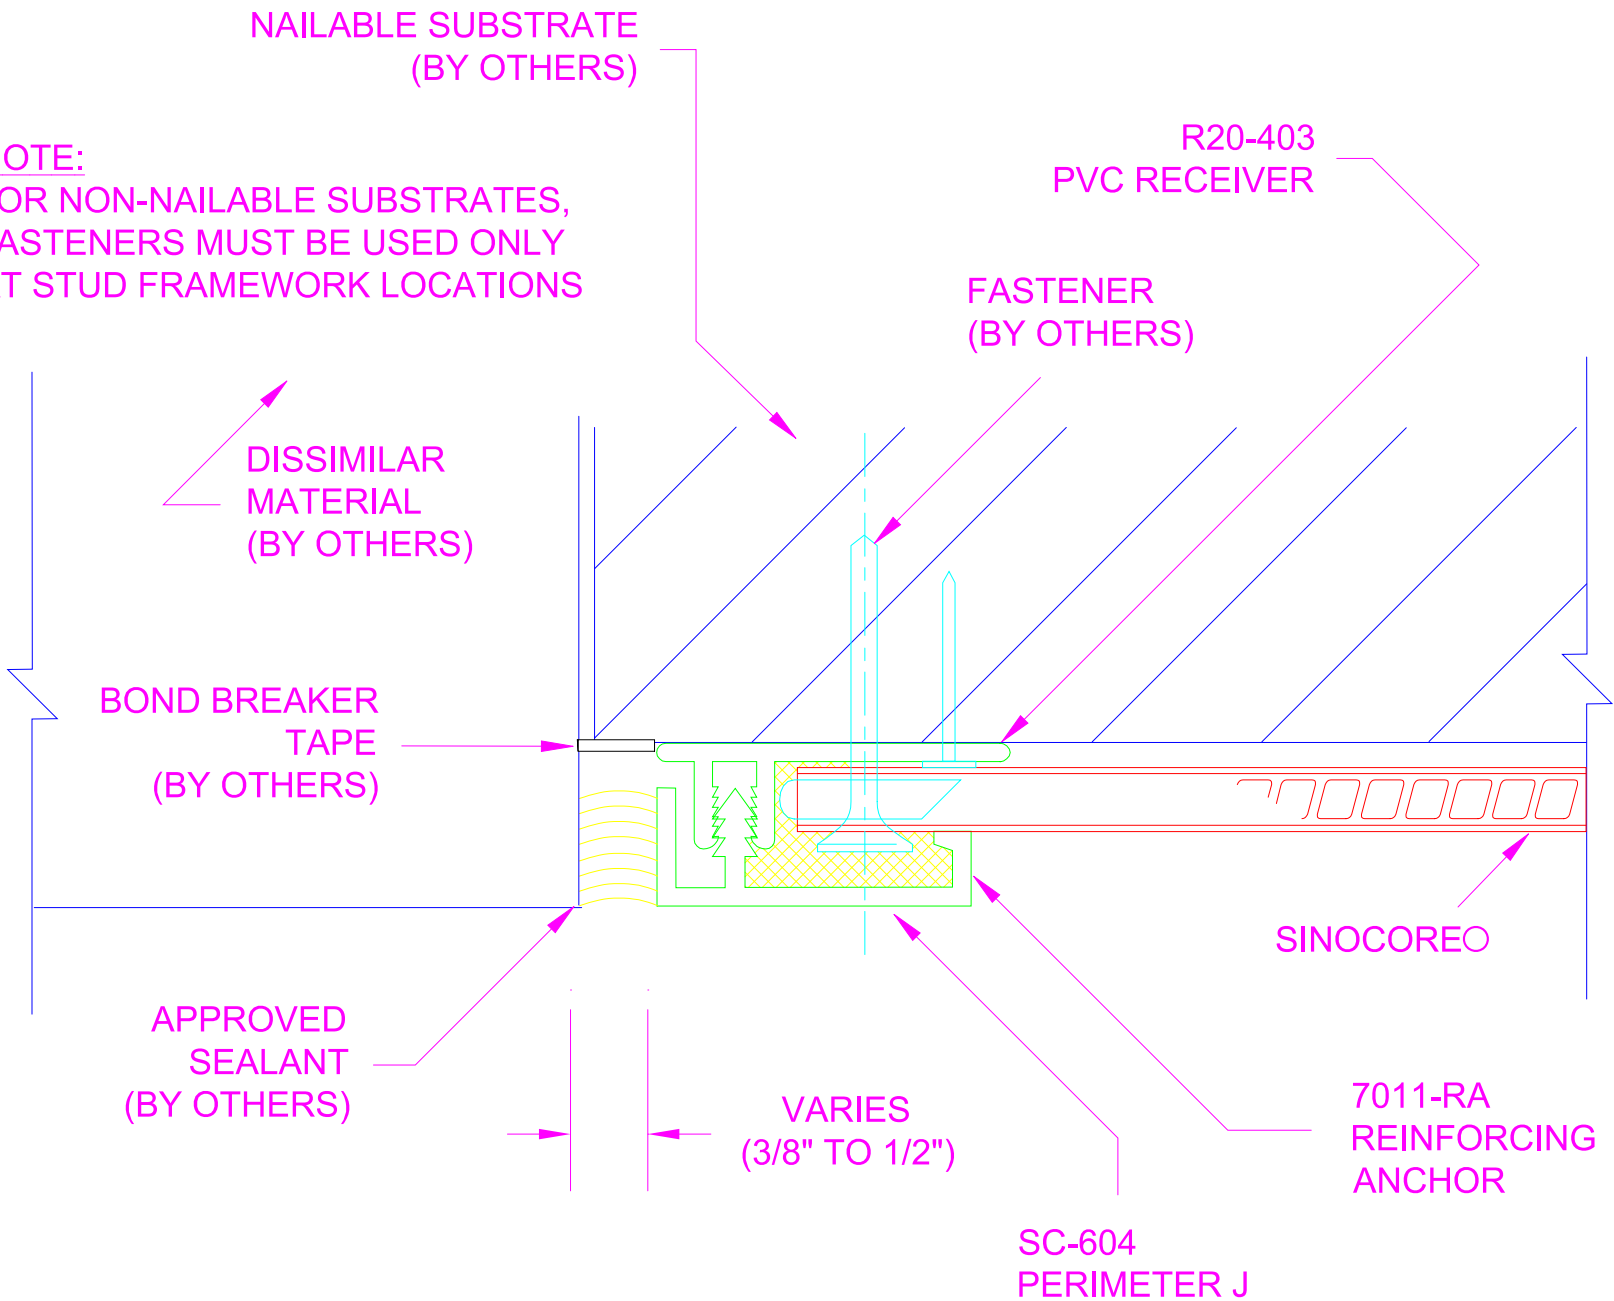 NAILABLE SUBSTRATE
(BY OTHERS)
OTE:
OR NON-NAILABLE SUBSTRATES,
ASTENERS MUST BE USED ONLY
T STUD FRAMEWORK LOCATIONS
R20-403
PVC RECEIVER
FASTENER
(BY OTHERS)
DISSIMILAR
MATERIAL
(BY OTHERS)
BOND BREAKER
TAPE
(BY OTHERS)
SINOCORE
APPROVED
SEALANT
(BY OTHERS)
VARIES
(3/8" TO 1/2")
7011-RA
REINFORCING
ANCHOR
SC-604
PERIMETER J